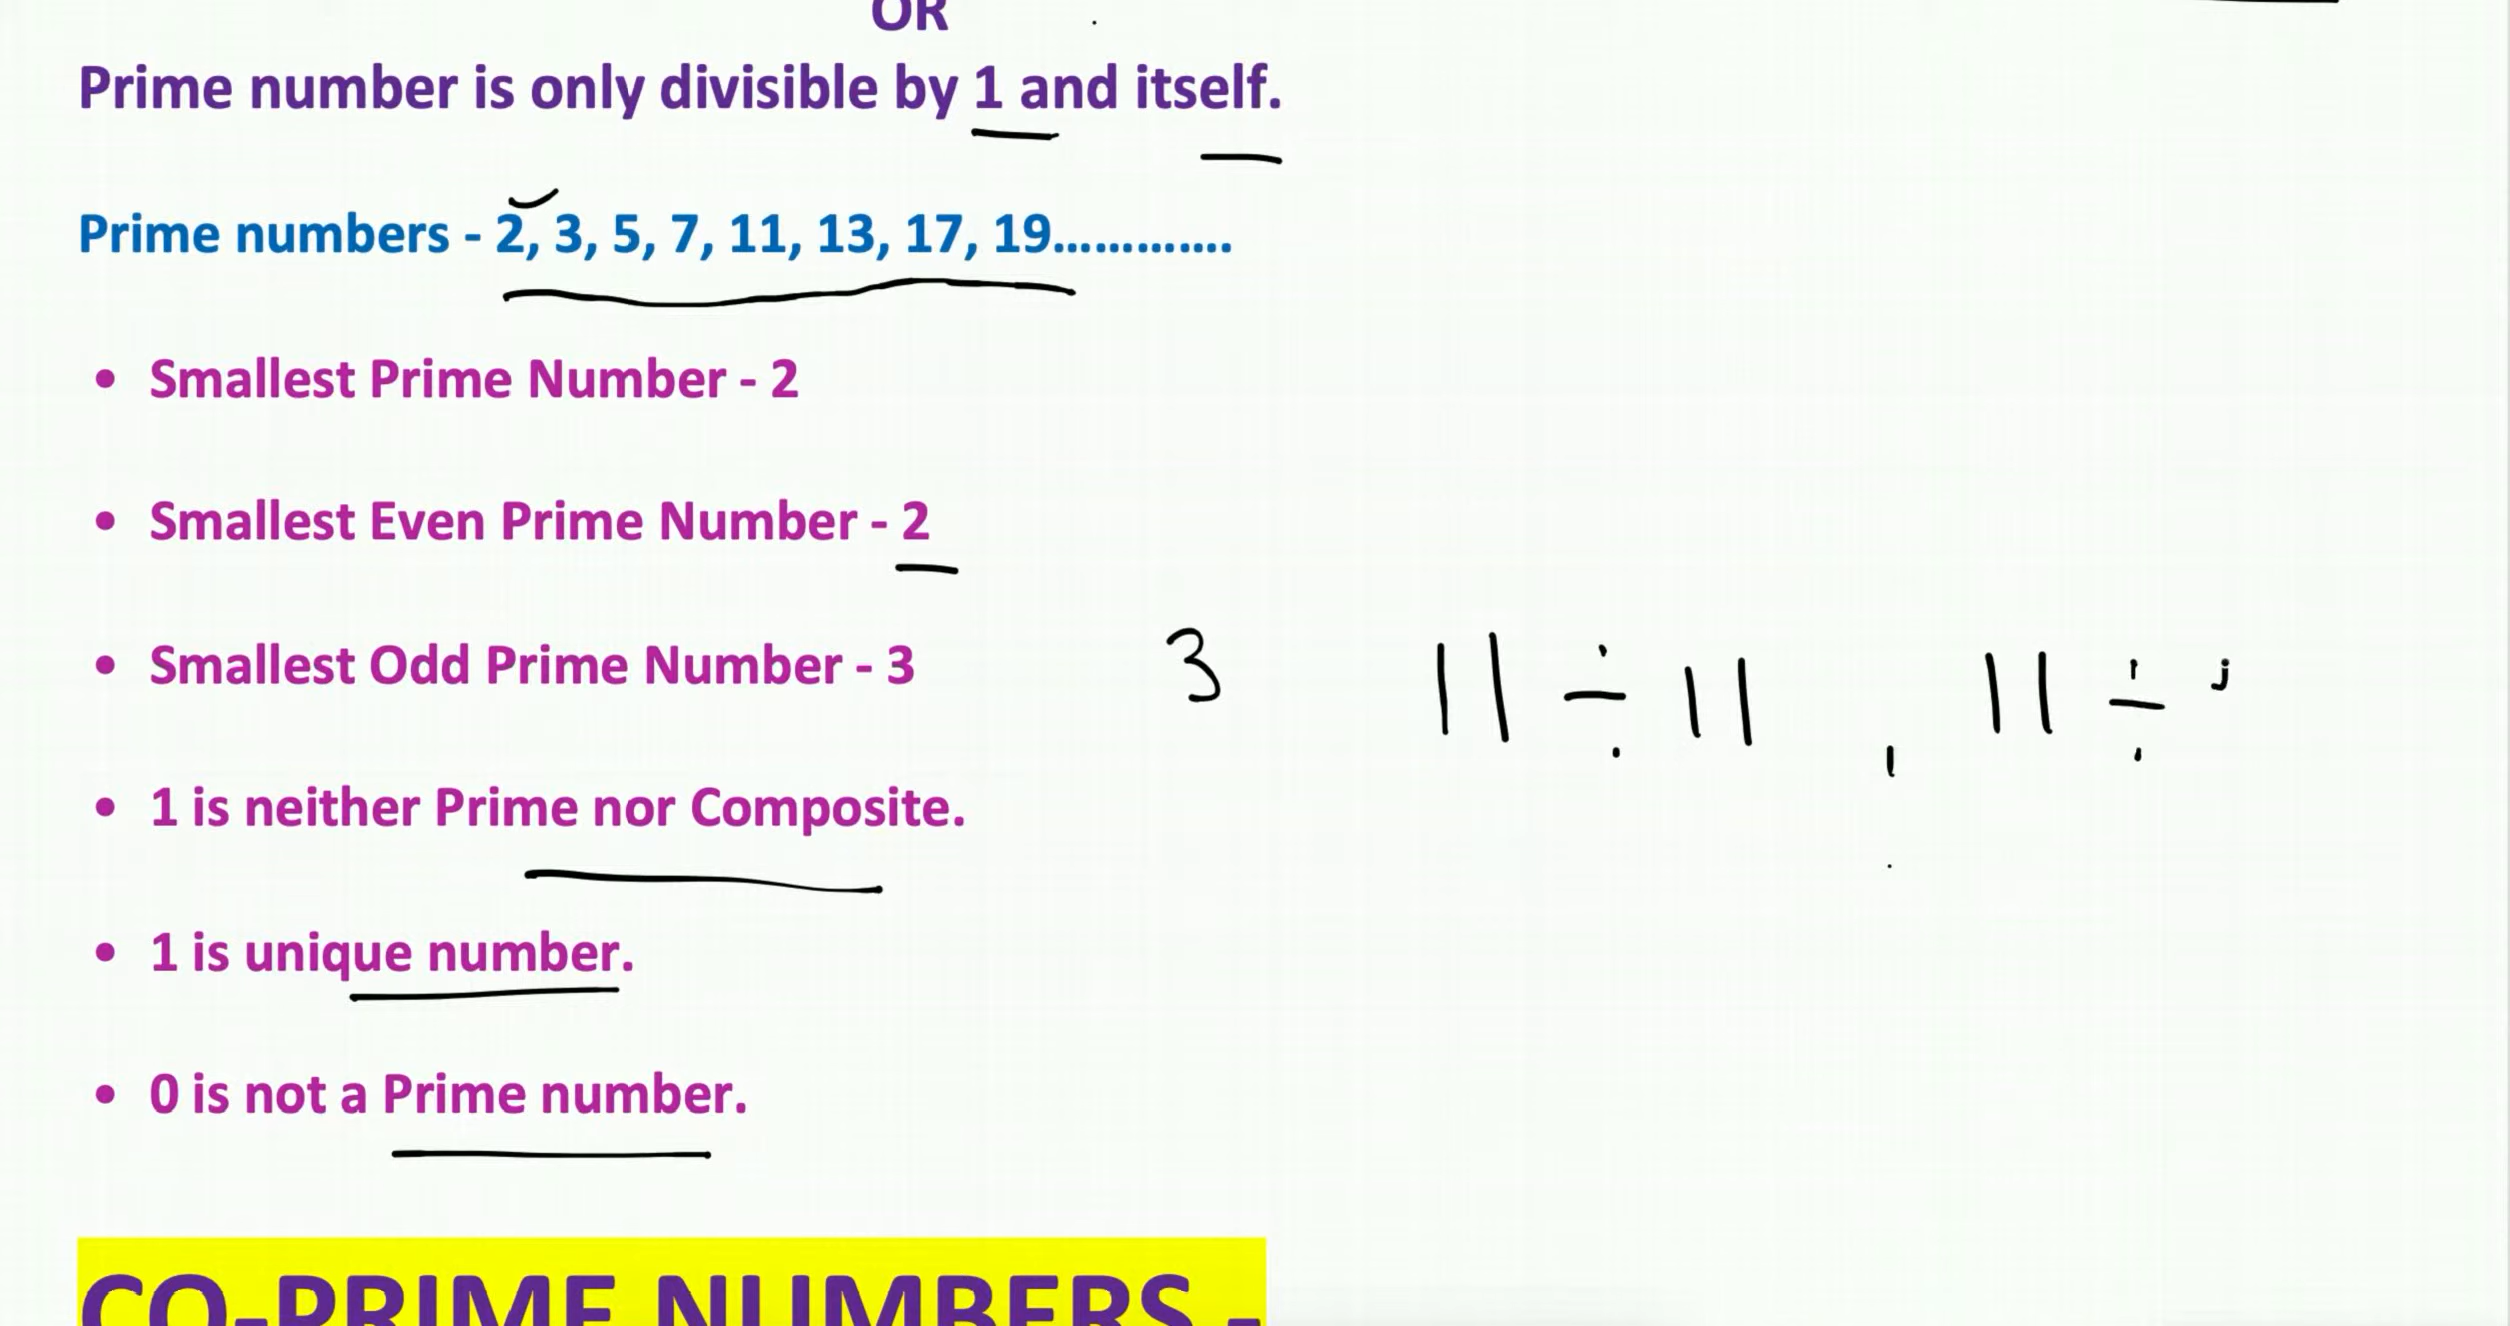 OR
Prime number is only divisible by 1 and itself.
Prime numbers - 2, 3, 5, 7, 11, 13, 17, 19.............
• Smallest Prime Number - 2
• Smallest Even Prime Number - 2
• Smallest Odd Prime Number - 3
3 11 ÷ 11 , 11 ÷
• 1 is neither Prime nor Composite.
• 1 is unique number.
• 0 is not a Prime number.
CO-PRIME NUMBERS -